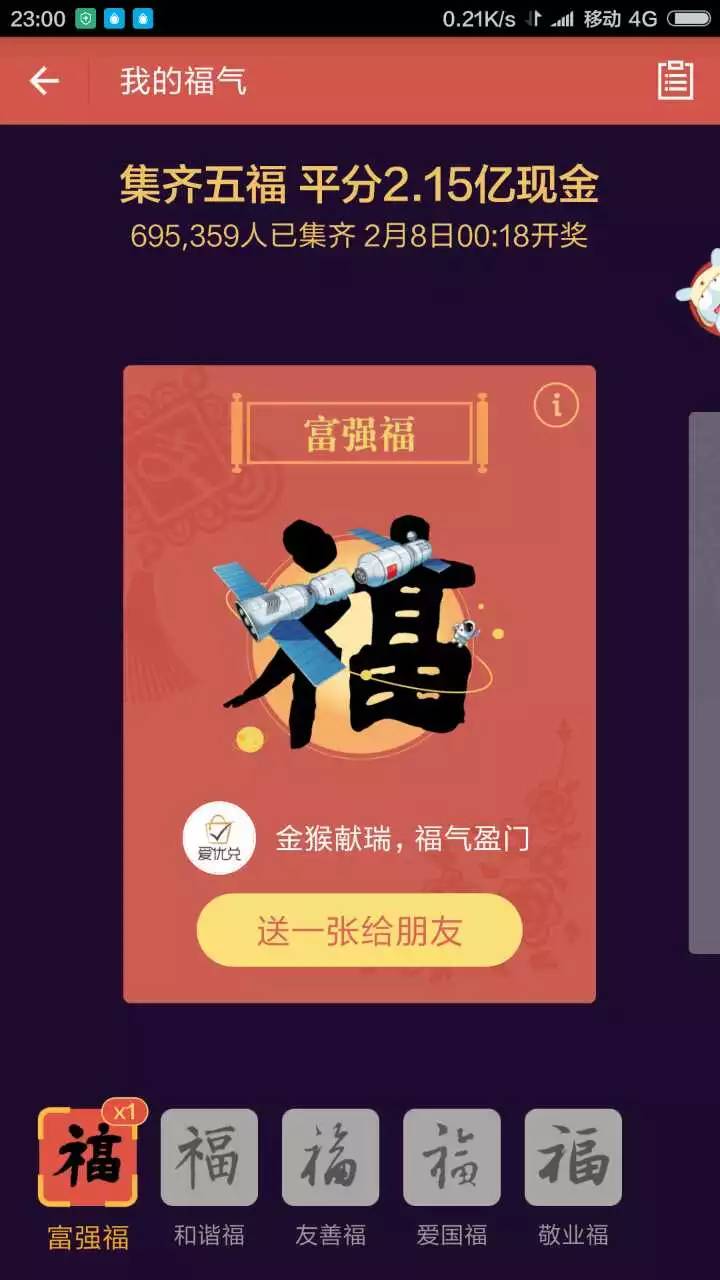 23:00 0.21K/s 移动 4G
我的福气
集齐五福 平分2.15亿现金
695,359人已集齐 2月8日00:18开奖
i
富强福
福
爱优兑
金猴献瑞，福气盈门
送一张给朋友
x1
福 福 福 福 福
富强福 和谐福 友善福 爱国福 敬业福